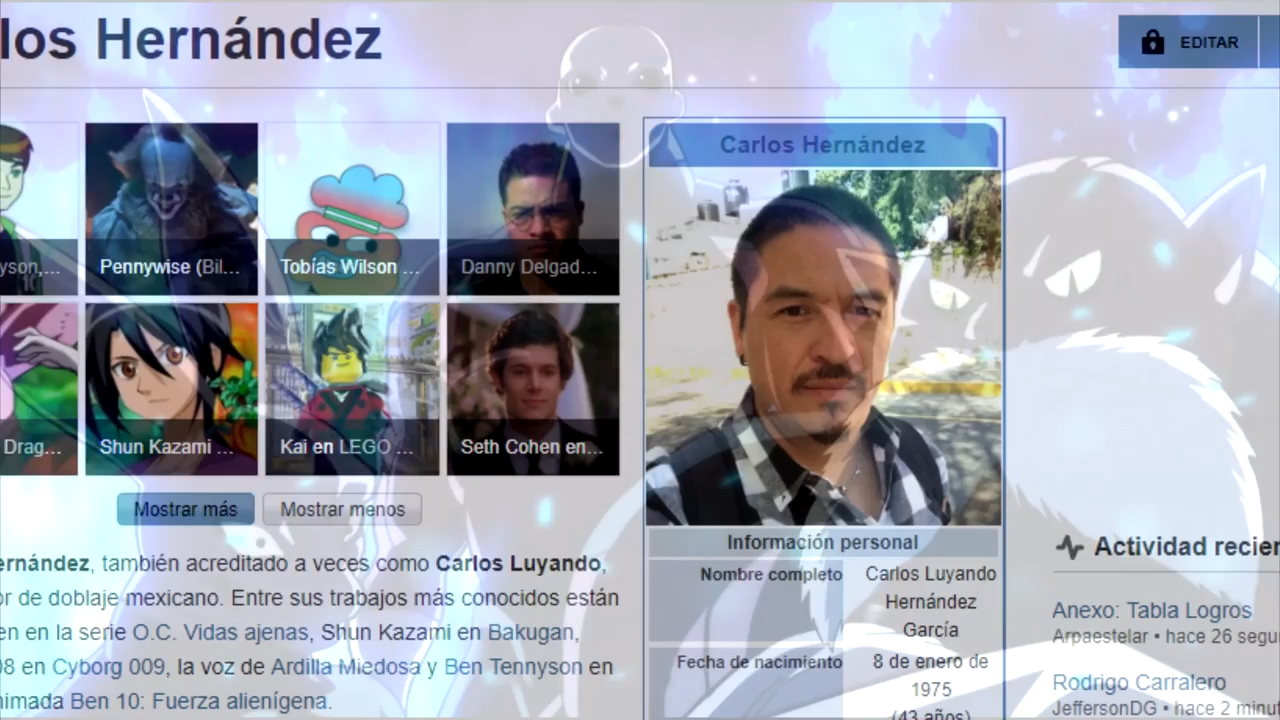 los Hernández
EDITAR
Carlos Hernández
yson,...
Pennywise (Bil...
Tobías Wilson ...
Danny Delgad...
Drag...
Shun Kazami ...
Kai en LEGO ...
Seth Cohen en...
Mostrar más
Mostrar menos
ernández, también acreditado a veces como Carlos Luyando,
or de doblaje mexicano. Entre sus trabajos más conocidos están
en en la serie O.C. Vidas ajenas, Shun Kazami en Bakugan,
08 en Cyborg 009, la voz de Ardilla Miedosa y Ben Tennyson en
nimada Ben 10: Fuerza alienígena.
Información personal
Nombre completo
Carlos Luyando
Hernández
García
Fecha de nacimiento
8 de enero de
1975
(43 años)
Actividad recien
Anexo: Tabla Logros
Arpaestelar • hace 26 segu
Rodrigo Carralero
JeffersonDG • hace 2 minut